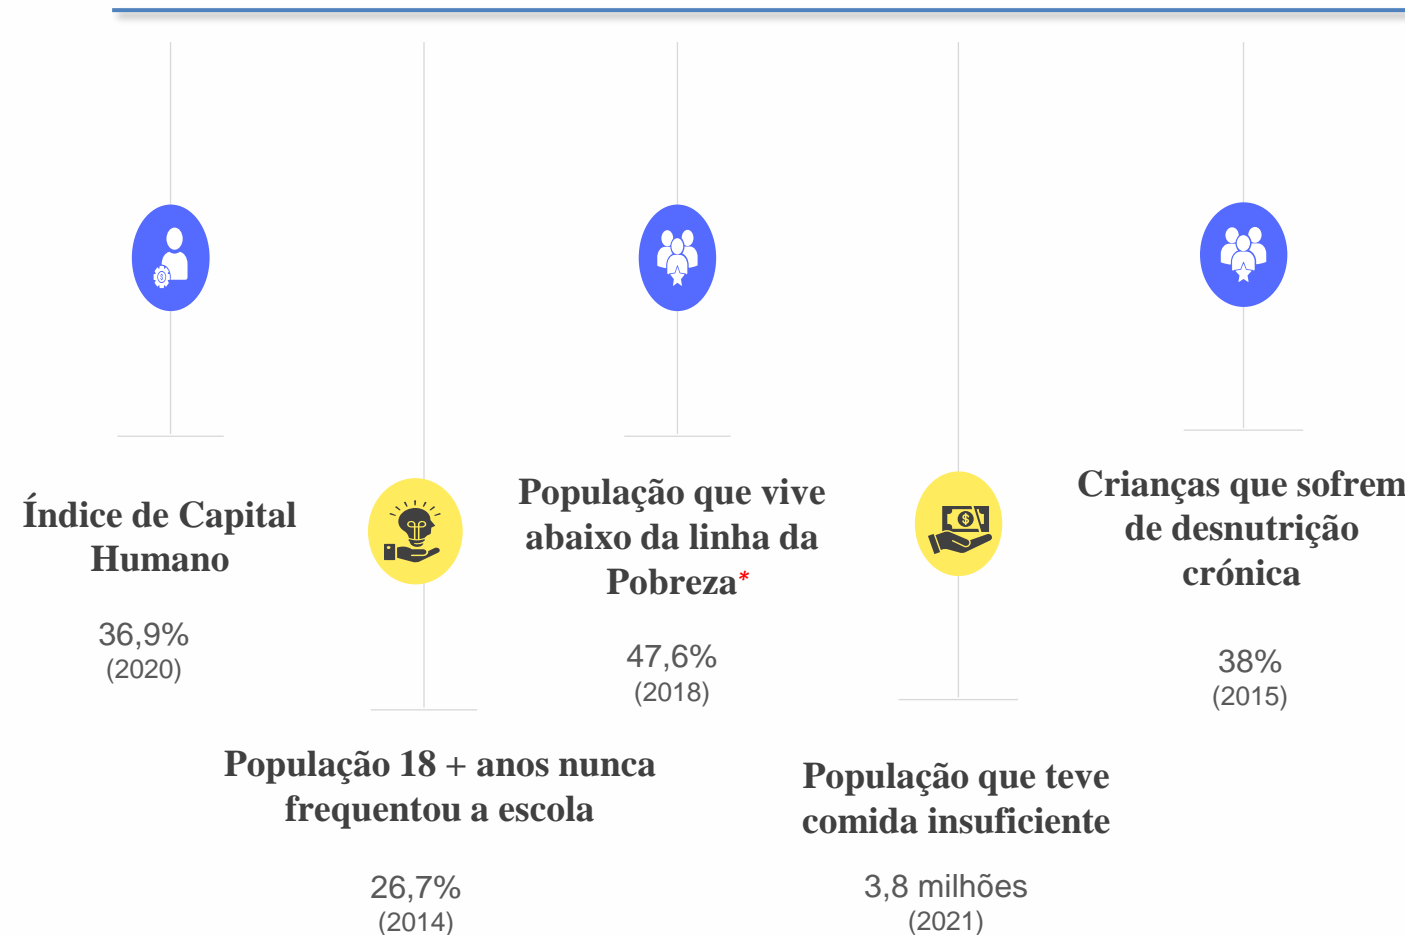 Índice de Capital
Humano
36,9%
(2020)
População 18 + anos nunca
frequentou a escola
26,7%
(2014)
População que vive
abaixo da linha da
Pobreza*
47,6%
(2018)
População que teve
comida insuficiente
3,8 milhões
(2021)
Crianças que sofrem
de desnutrição
crónica
38%
(2015)